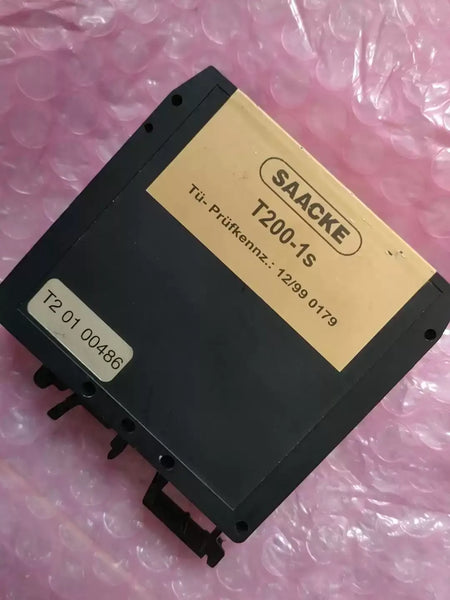 SAACKE
T200-1s
Tü- Prüfkennz.: 12/99 0179
T2 01 00486